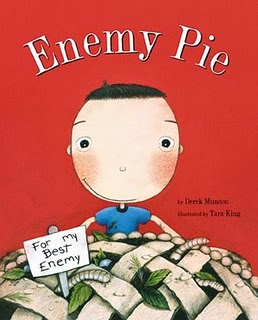 Enemy Pie
by Derek Munson
illustrated by Tara King
For my
Best
Enemy